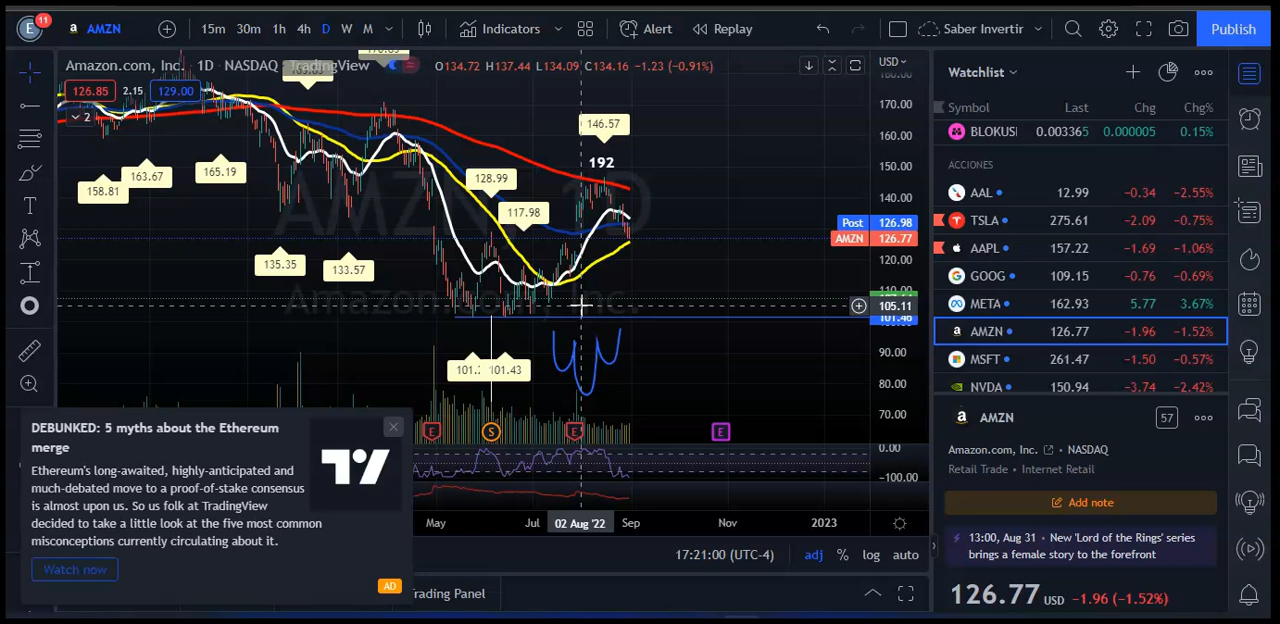 E 11 AMZN 15m 30m 1h 4h D W M Indicators Alert Replay Saber Invertir Publish
Amazon.com, Inc. 1D NASDAQ TradingView O134.72 H137.44 L134.09 C134.16 -1.23 (-0.91%)
126.85 2.15 129.00
2
USD
170.00
160.00
150.00
140.00
120.00
90.00
80.00
70.00
0.00
-100.00
146.57
192
128.99
117.98
158.81
163.67
165.19
135.35
133.57
101.43
Post 126.98
AMZN 126.77
105.11
101.46
AMZN, 1D
Amazon.com, Inc.
E S E E
May Jul 02 Aug '22 Sep Nov 2023
17:21:00 (UTC-4) adj % log auto
Trading Panel
DEBUNKED: 5 myths about the Ethereum
merge
Ethereum's long-awaited, highly-anticipated and
much-debated move to a proof-of-stake consensus
is almost upon us. So us folk at TradingView
decided to take a little look at the five most common
misconceptions currently circulating about it.
Watch now
AD
Watchlist
Symbol Last Chg Chg%
BLOKUS 0.003365 0.000005 0.15%
ACCIONES
AAL 12.99 -0.34 -2.55%
TSLA 275.61 -2.09 -0.75%
AAPL 157.22 -1.69 -1.06%
GOOG 109.15 -0.76 -0.69%
META 162.93 5.77 3.67%
AMZN 126.77 -1.96 -1.52%
MSFT 261.47 -1.50 -0.57%
NVDA 150.94 -3.74 -2.42%
AMZN 57
Amazon.com, Inc. NASDAQ
Retail Trade • Internet Retail
Add note
13:00, Aug 31 • New 'Lord of the Rings' series
brings a female story to the forefront
126.77 USD -1.96 (-1.52%)